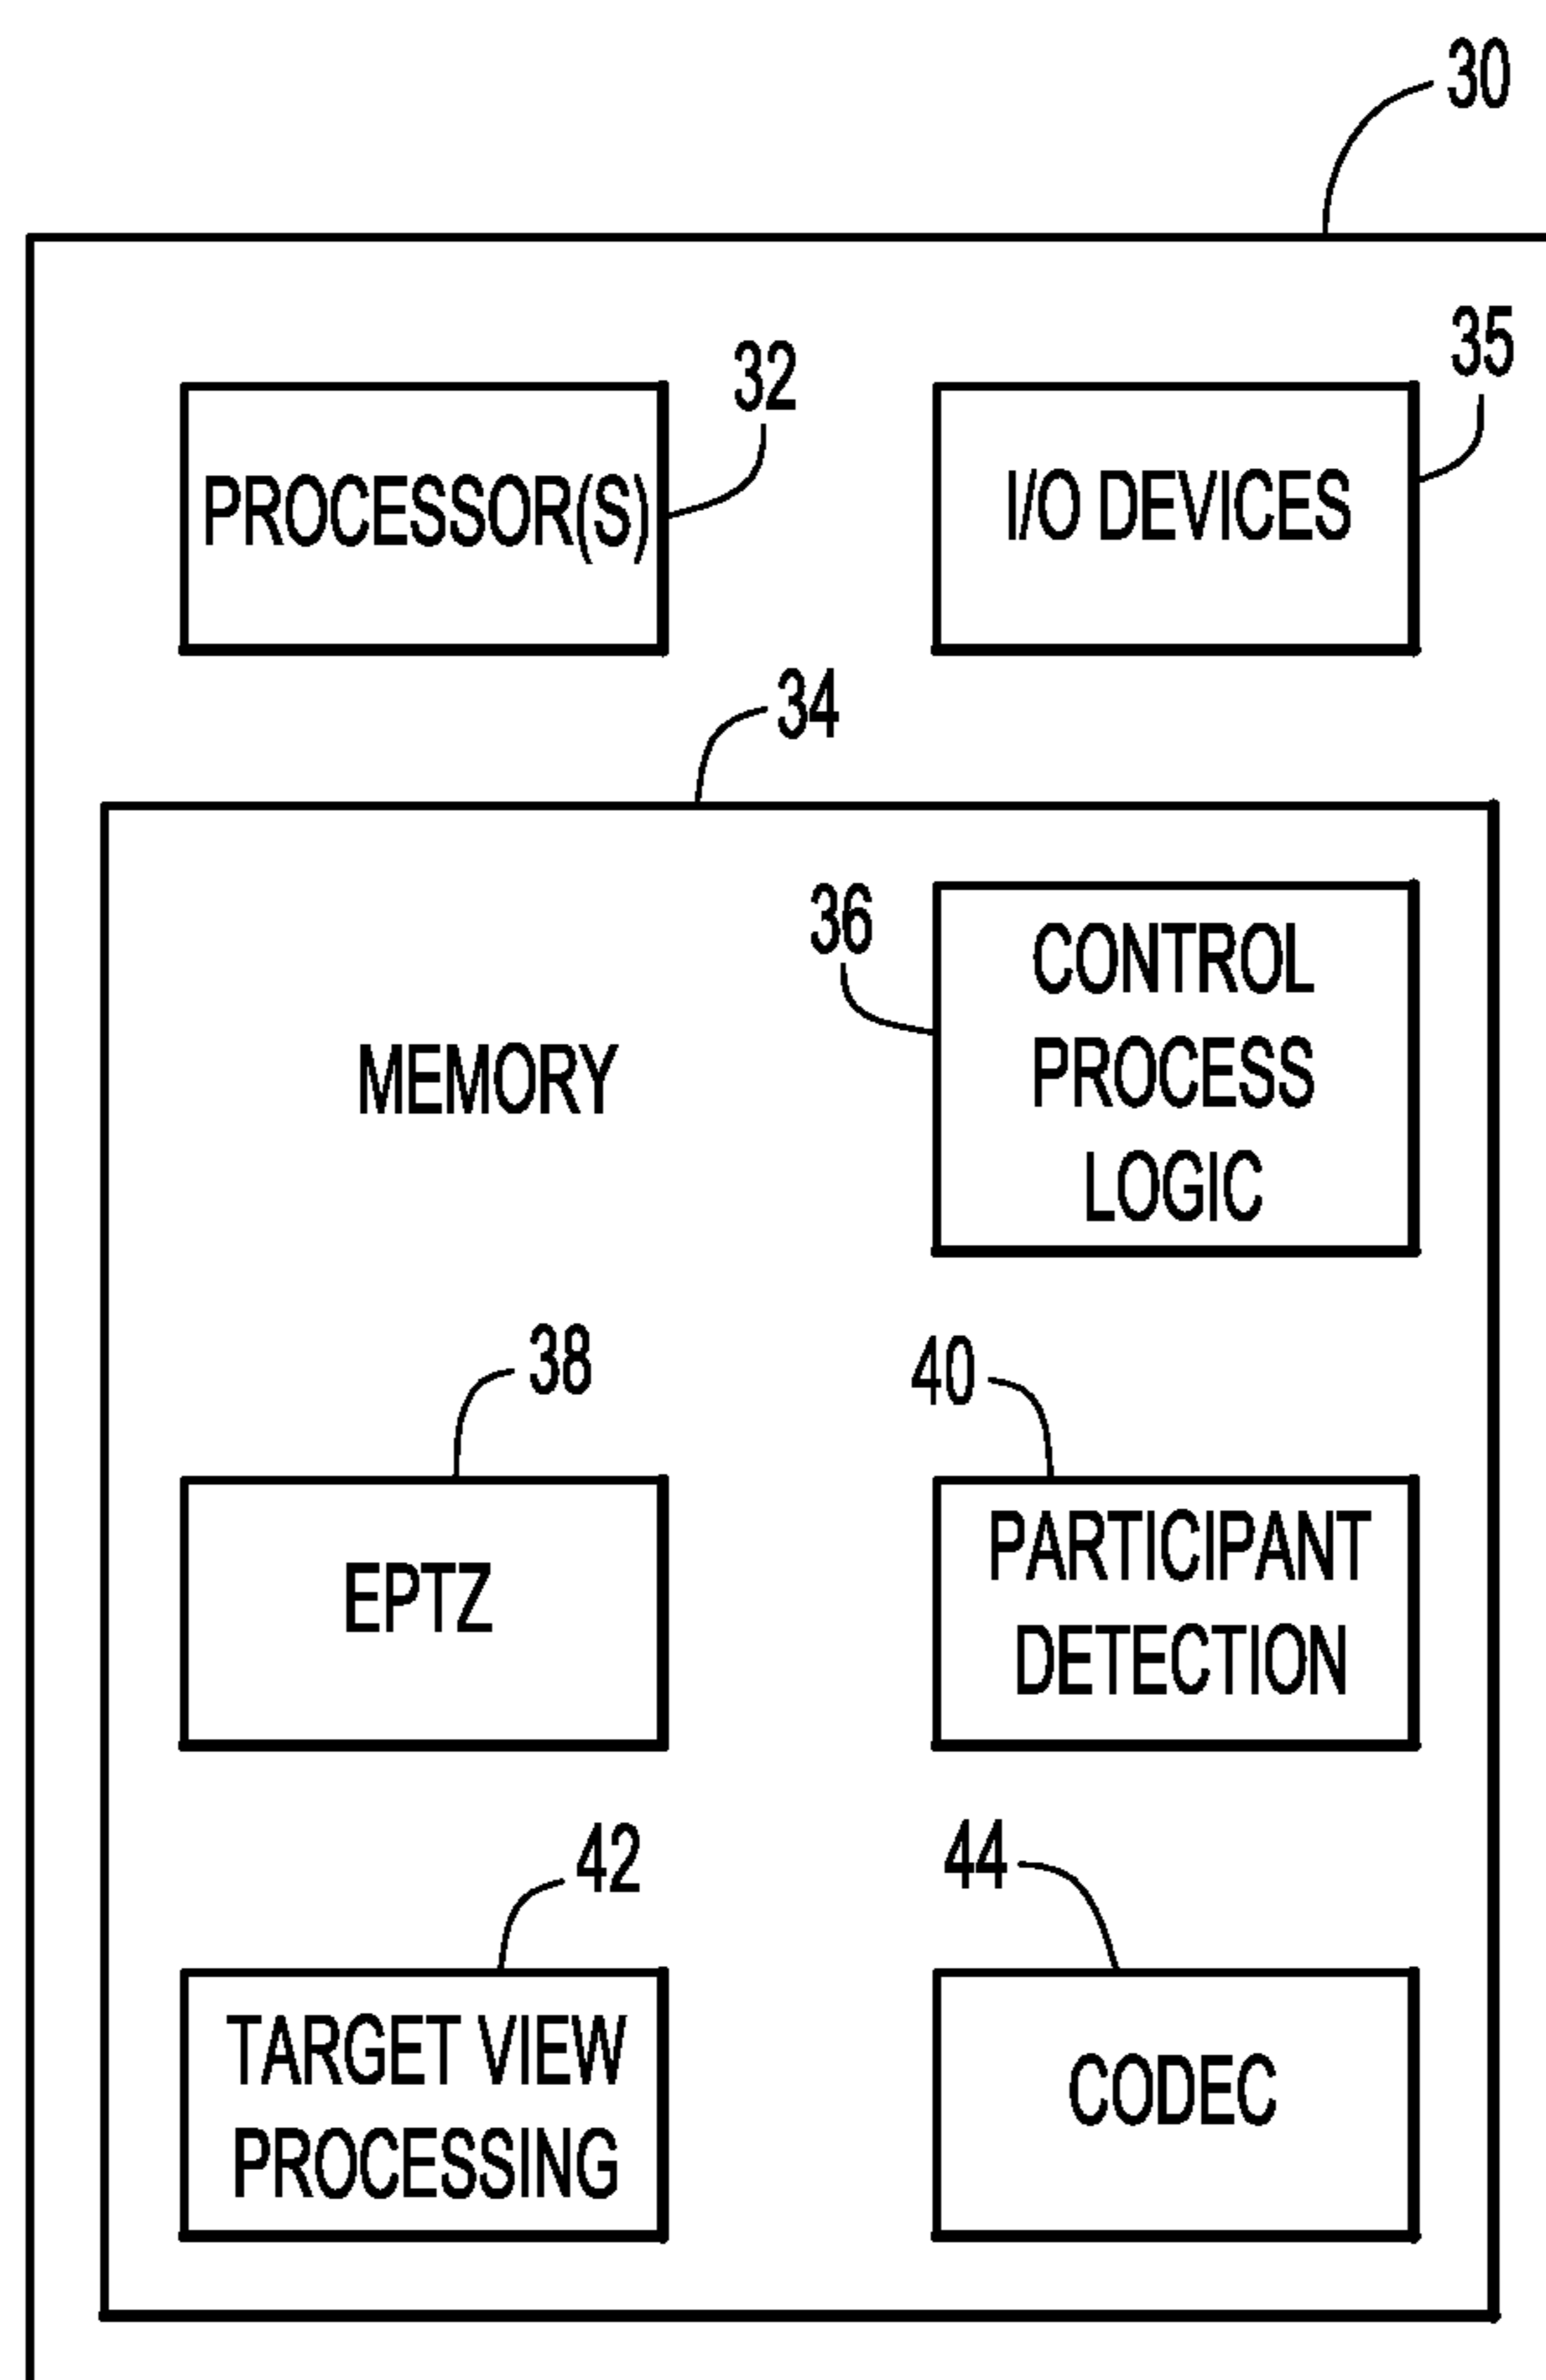 30
35
32
PROCESSOR(S)
I/O DEVICES
34
36
CONTROL
PROCESS
LOGIC
MEMORY
38
40
EPTZ
PARTICIPANT
DETECTION
42
44
TARGET VIEW
PROCESSING
CODEC